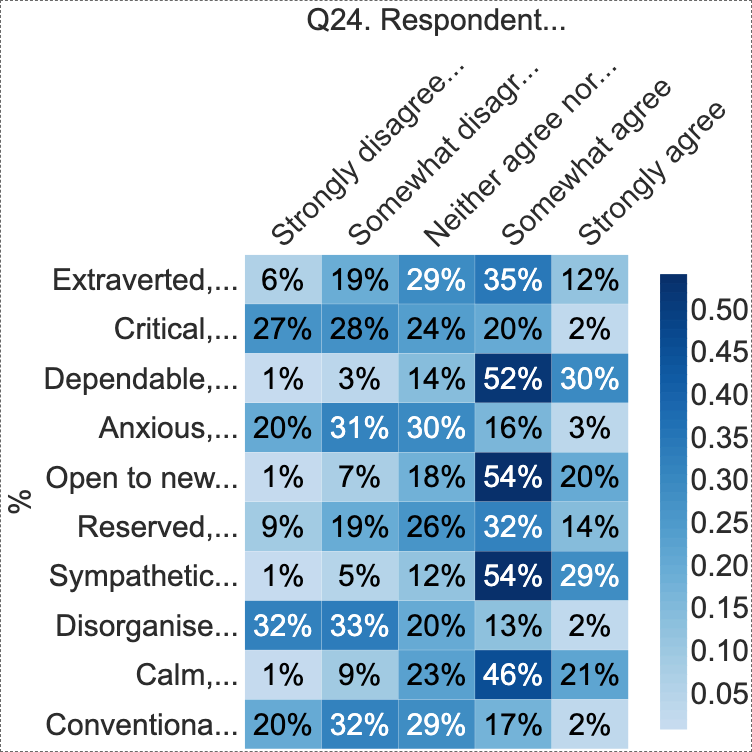 Q24. Respondent...
Strongly disagree...
Somewhat disagr...
Neither agree nor...
Somewhat agree
Strongly agree
Extraverted,... 6% 19% 29% 35% 12%
Critical,... 27% 28% 24% 20% 2%
Dependable,... 1% 3% 14% 52% 30%
Anxious,... 20% 31% 30% 16% 3%
Open to new... 1% 7% 18% 54% 20%
Reserved,... 9% 19% 26% 32% 14%
Sympathetic... 1% 5% 12% 54% 29%
Disorganise... 32% 33% 20% 13% 2%
Calm,... 1% 9% 23% 46% 21%
Conventiona... 20% 32% 29% 17% 2%
%
0.50
0.45
0.40
0.35
0.30
0.25
0.20
0.15
0.10
0.05